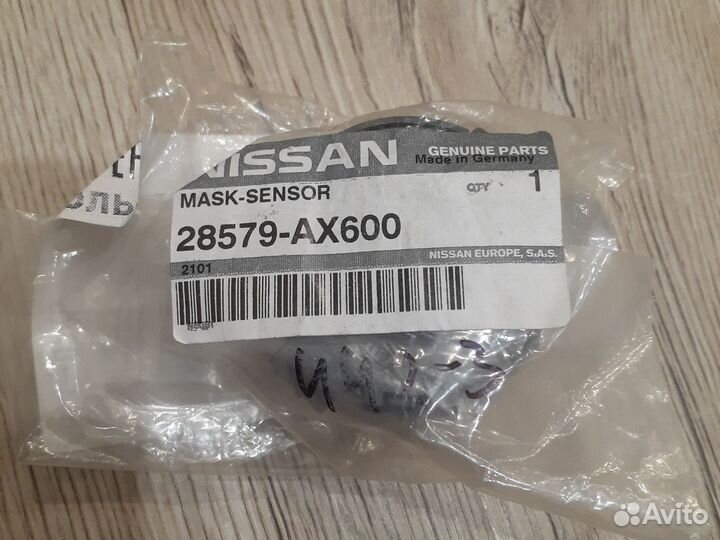 NISSAN
GENUINE PARTS
Made in Germany
MASK-SENSOR
QTY 1
28579-AX600
NISSAN EUROPE, S.A.S.
2101
Avito